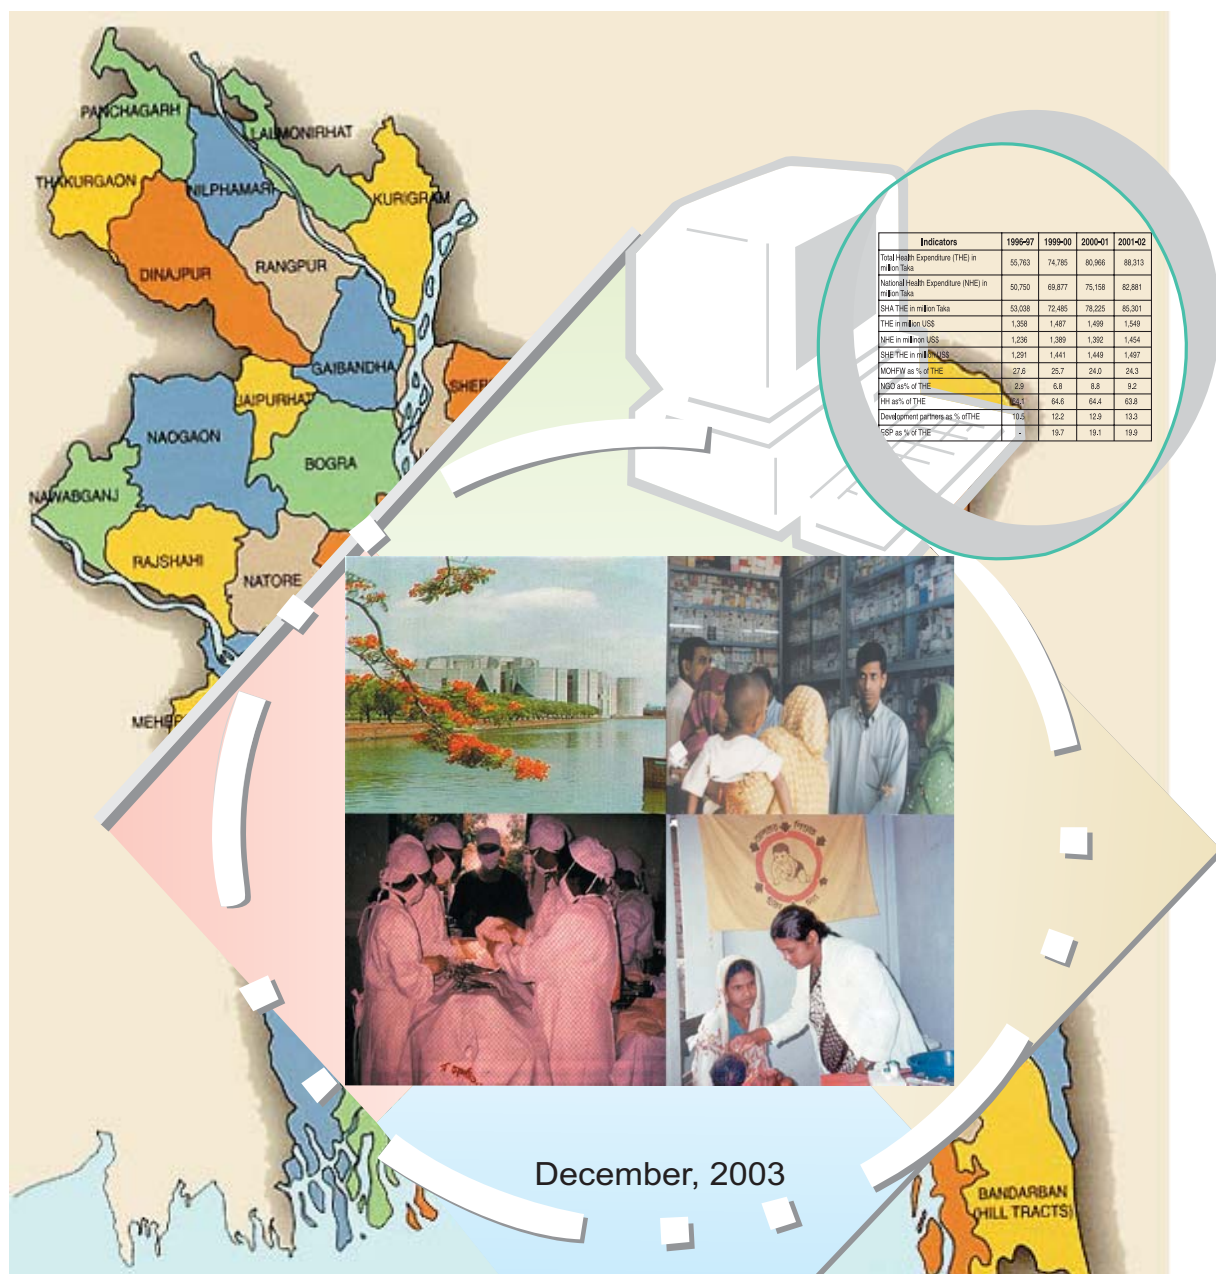 PANCHAGARH
LALMONIRHAT
THAKURGAON
NILPHAMARI
KURIGRAM
DINAJPUR
RANGPUR
GAIBANDHA
SHER
JAIPURHAT
NAOGAON
BOGRA
NAWABGANJ
RAJSHAHI
NATORE
MEHER
Indicators 1996-97 1999-00 2000-01 2001-02
Total Health Expenditure (THE) in
million Taka 55,763 74,785 80,966 88,313
National Health Expenditure (NHE) in
million Taka 50,750 69,877 75,158 82,881
SHA THE in million Taka 53,038 72,485 78,225 85,301
THE in million US$ 1,358 1,487 1,499 1,549
NHE in millinon US$ 1,236 1,389 1,392 1,454
SHE THE in million US$ 1,291 1,441 1,449 1,497
MOHFW as % of THE 27.6 25.7 24.0 24.3
NGO as% of THE 2.9 6.8 8.8 9.2
HH as% of THE 64.6 64.4 63.8
Development partners as % ofTHE 10.5 12.2 12.9 13.3
as % of THE - 19.7 19.1 19.9
December, 2003
BANDARBAN
(HILL TRACTS)